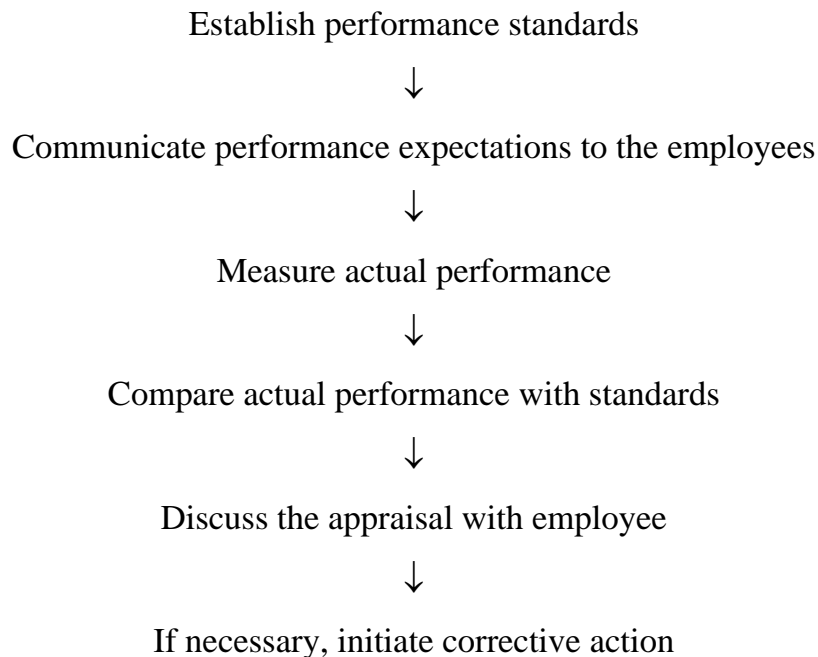 Establish performance standards
↓
Communicate performance expectations to the employees
↓
Measure actual performance
↓
Compare actual performance with standards
↓
Discuss the appraisal with employee
↓
If necessary, initiate corrective action